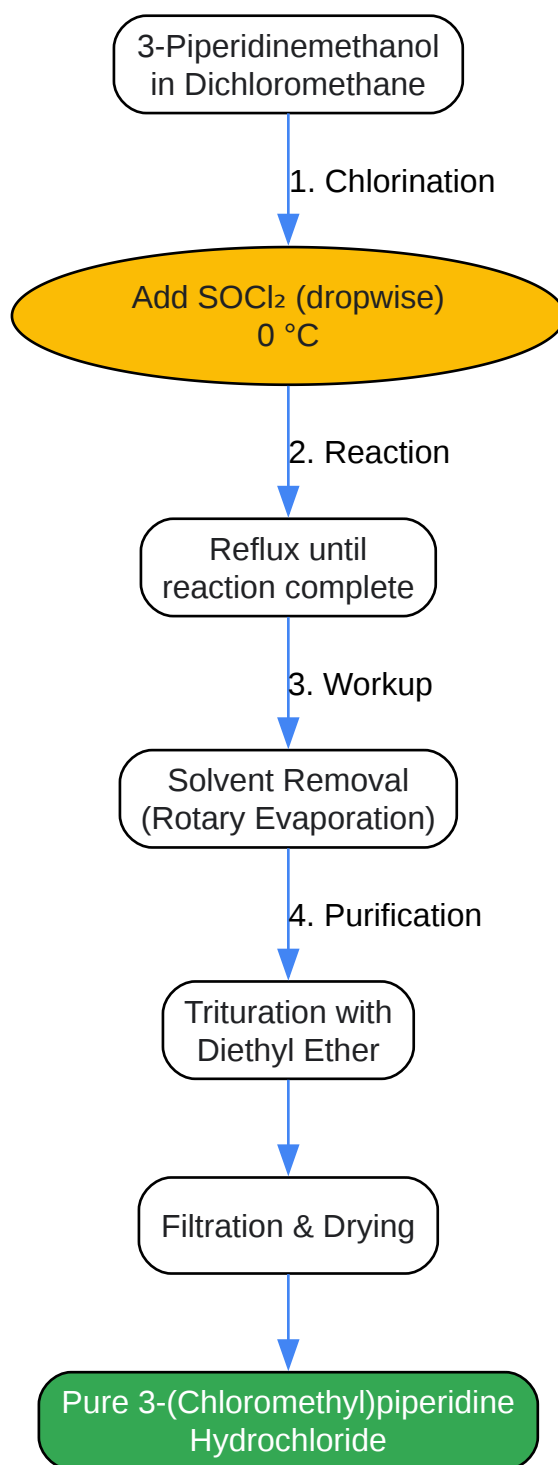 3-Piperidinemethanol
in Dichloromethane
1. Chlorination
Add SOCl₂ (dropwise)
0 °C
2. Reaction
Reflux until
reaction complete
3. Workup
Solvent Removal
(Rotary Evaporation)
4. Purification
Trituration with
Diethyl Ether
Filtration & Drying
Pure 3-(Chloromethyl)piperidine
Hydrochloride